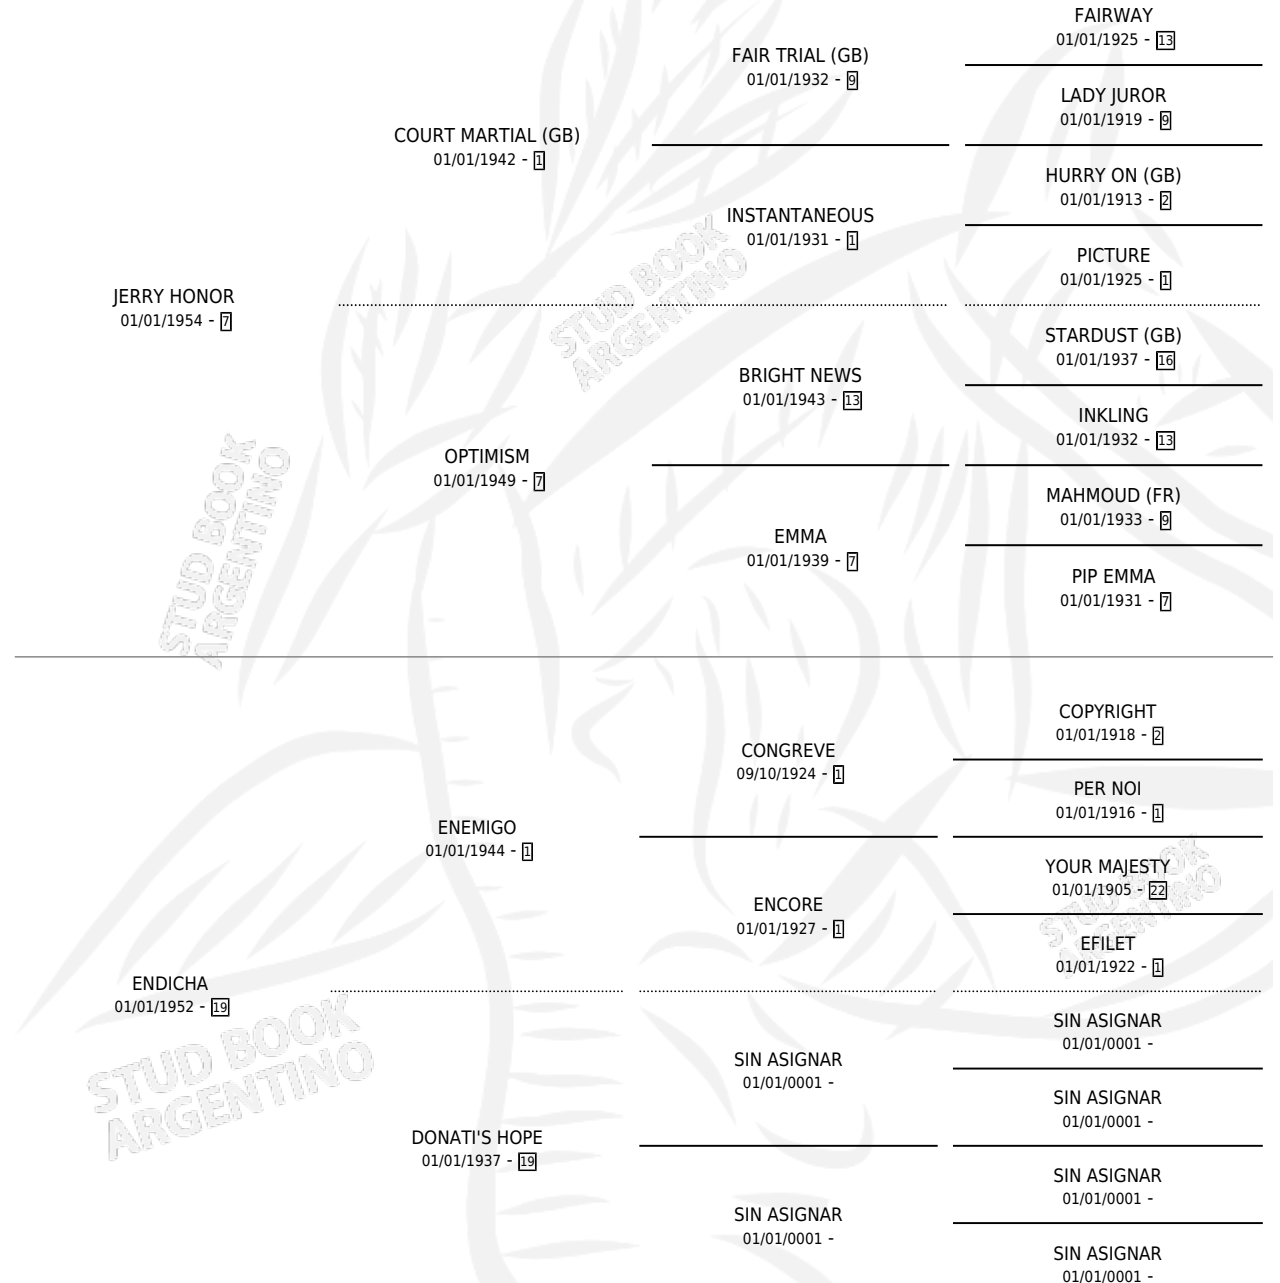 FAIRWAY
01/01/1925 - 13
FAIR TRIAL (GB)
01/01/1932 - 9
LADY JUROR
01/01/1919 - 9
COURT MARTIAL (GB)
01/01/1942 - 1
HURRY ON (GB)
01/01/1913 - 2
INSTANTANEOUS
01/01/1931 - 1
PICTURE
01/01/1925 - 1
JERRY HONOR
01/01/1954 - 7
STARDUST (GB)
01/01/1937 - 16
BRIGHT NEWS
01/01/1943 - 13
INKLING
01/01/1932 - 13
OPTIMISM
01/01/1949 - 7
MAHMOUD (FR)
01/01/1933 - 9
EMMA
01/01/1939 - 7
PIP EMMA
01/01/1931 - 7
COPYRIGHT
01/01/1918 - 2
CONGREVE
09/10/1924 - 1
PER NOI
01/01/1916 - 1
ENEMIGO
01/01/1944 - 1
YOUR MAJESTY
01/01/1905 - 22
ENCORE
01/01/1927 - 1
EFILET
01/01/1922 - 1
ENDICHA
01/01/1952 - 19
SIN ASIGNAR
01/01/0001 -
SIN ASIGNAR
01/01/0001 -
SIN ASIGNAR
01/01/0001 -
DONATI'S HOPE
01/01/1937 - 19
SIN ASIGNAR
01/01/0001 -
SIN ASIGNAR
01/01/0001 -
SIN ASIGNAR
01/01/0001 -
STUD BOOK
ARGENTINO
STUD BOOK
ARGENTINO
STUD BOOK
ARGENTINO
STUD BOOK
ARGENTINO